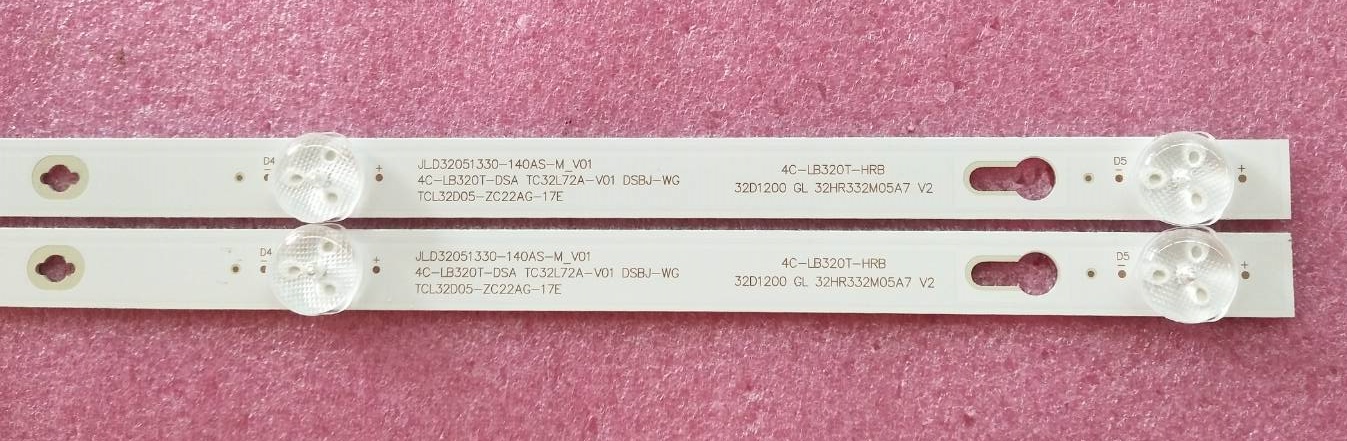 D4
-
+
JLD32051330-140AS-M_V01
4C-LB320T-DSA TC32L72A-V01 DSBJ-WG
TCL32D05-ZC22AG-17E
4C-LB320T-HRB
32D1200 GL 32HR332M05A7 V2
D5
-
+
D4
-
+
JLD32051330-140AS-M_V01
4C-LB320T-DSA TC32L72A-V01 DSBJ-WG
TCL32D05-ZC22AG-17E
4C-LB320T-HRB
32D1200 GL 32HR332M05A7 V2
D5
-
+